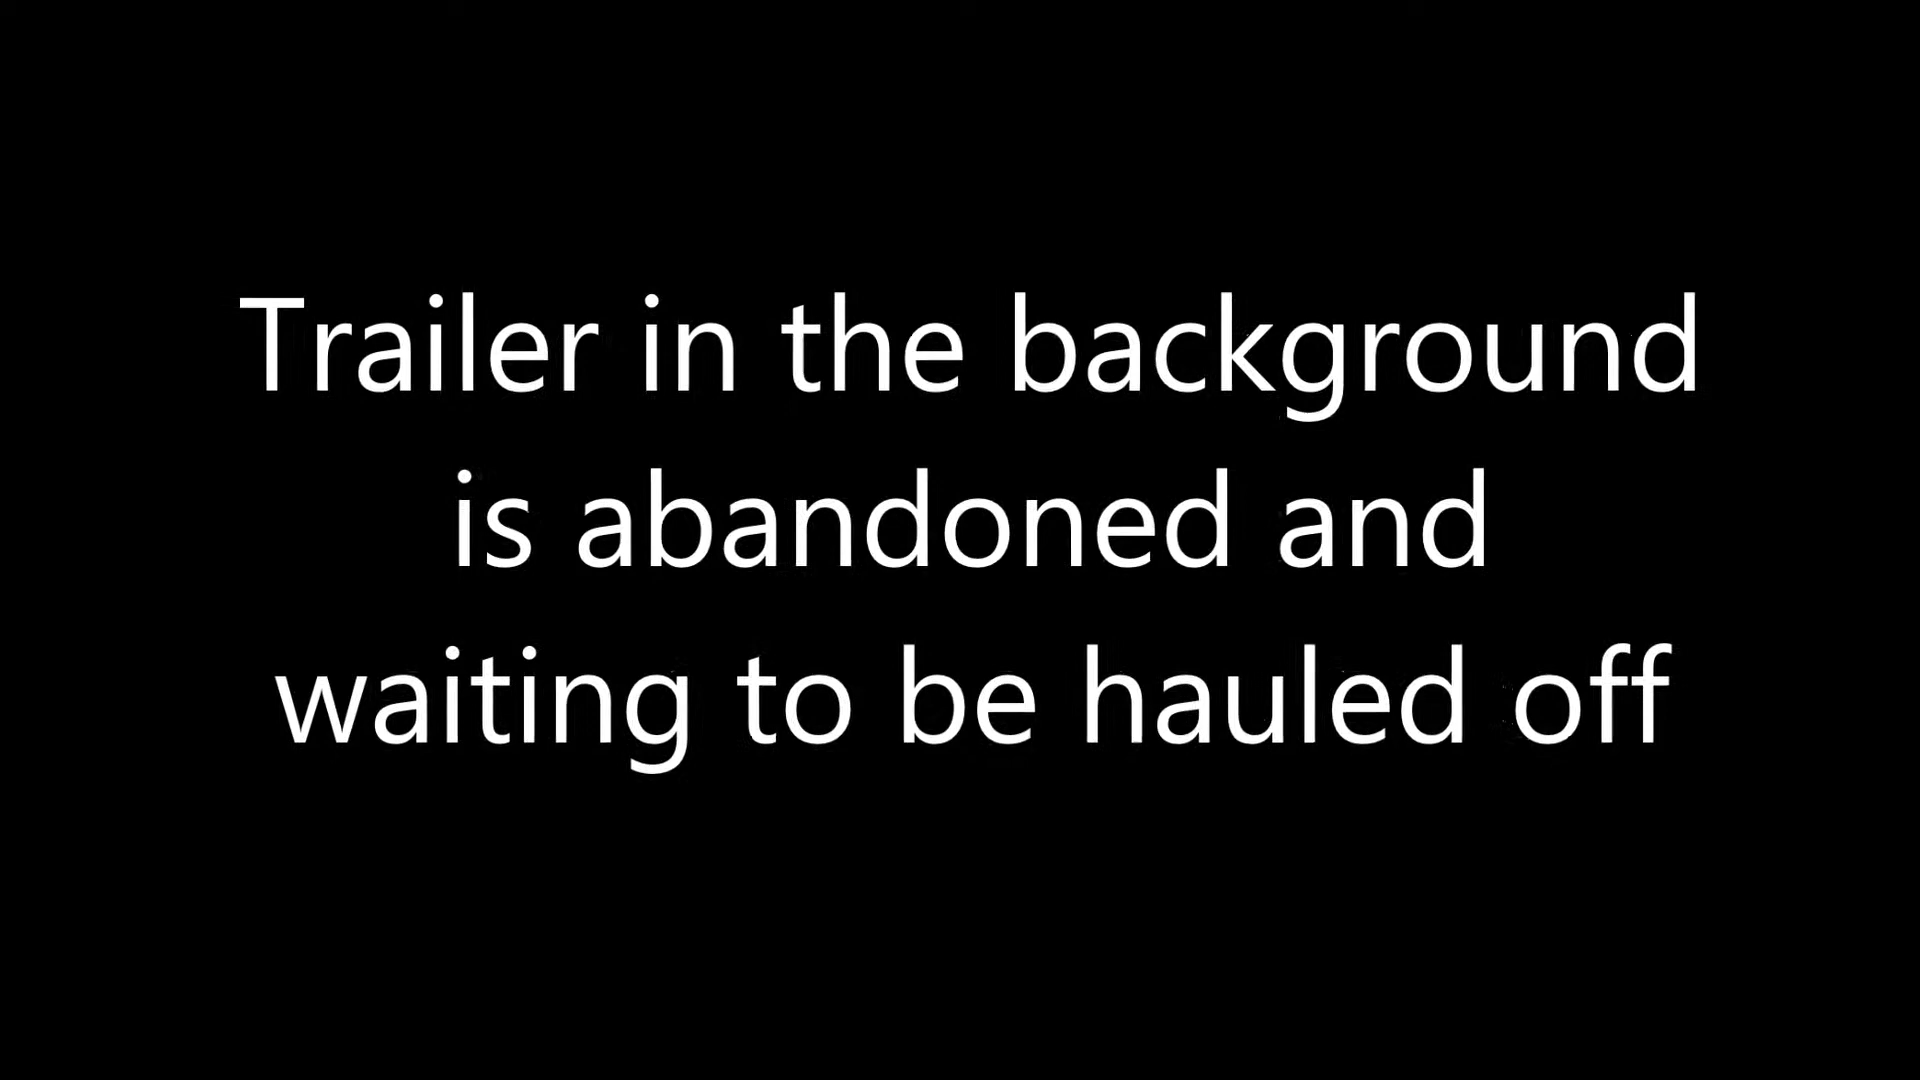 Trailer in the background
is abandoned and
waiting to be hauled off